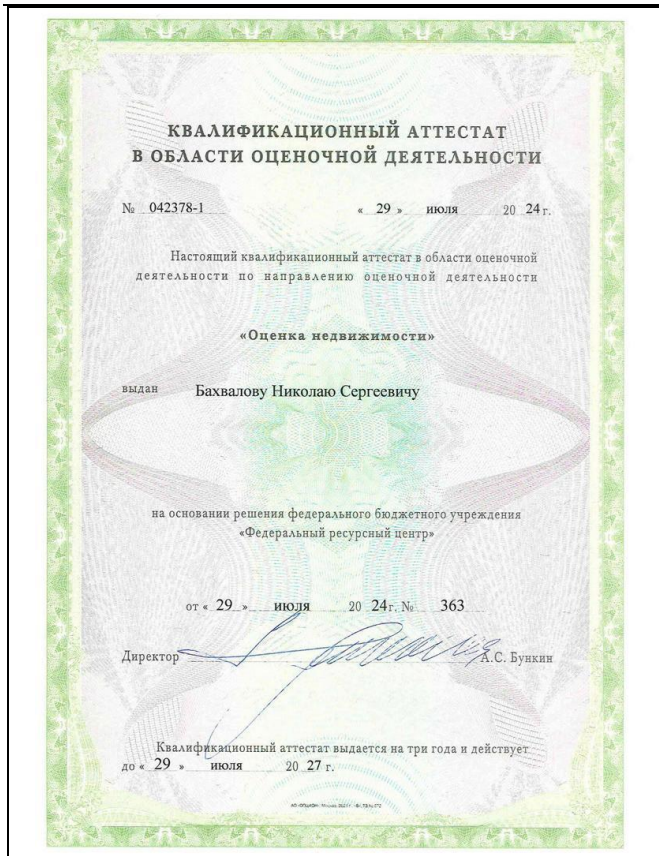 КВАЛИФИКАЦИОННЫЙ АТТЕСТАТ
В ОБЛАСТИ ОЦЕНОЧНОЙ ДЕЯТЕЛЬНОСТИ
№ 042378-1 « 29 » июля 20 24 г.
Настоящий квалификационный аттестат в области оценочной
деятельности по направлению оценочной деятельности
«Оценка недвижимости»
выдан Бахвалову Николаю Сергеевичу
на основании решения федерального бюджетного учреждения
«Федеральный ресурсный центр»
от « 29 » июля 20 24 г. № 363
Директор А.С. Бункин
Квалификационный аттестат выдается на три года и действует
до « 29 » июля 20 27 г.